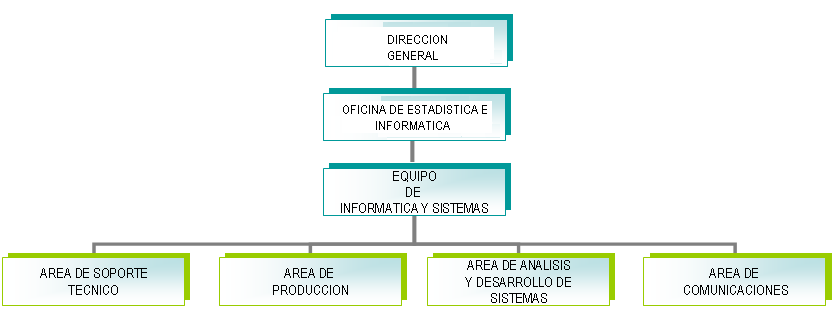 DIRECCION
GENERAL
OFICINA DE ESTADISTICA E
INFORMATICA
EQUIPO
DE
INFORMATICA Y SISTEMAS
AREA DE SOPORTE
TECNICO
AREA DE
PRODUCCION
AREA DE ANALISIS
Y DESARROLLO DE
SISTEMAS
AREA DE
COMUNICACIONES